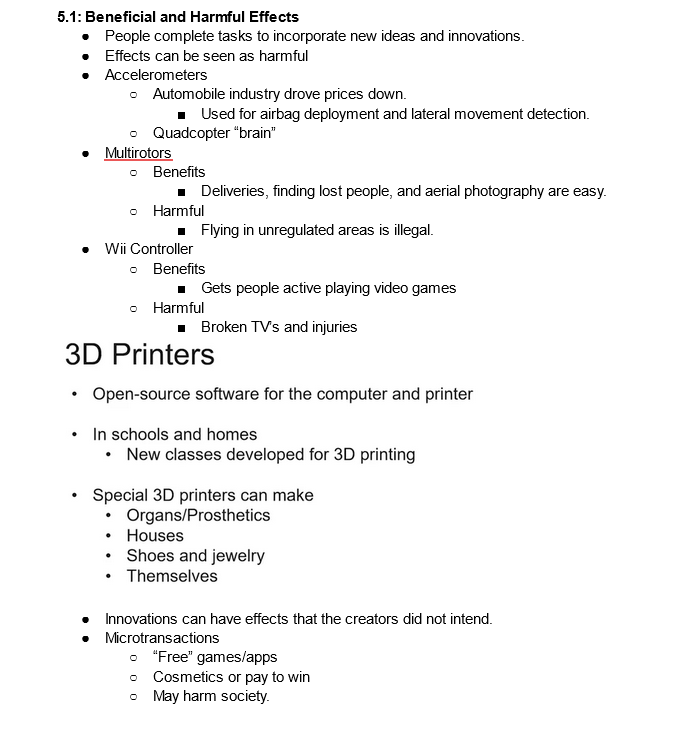 5.1: Beneficial and Harmful Effects
● People complete tasks to incorporate new ideas and innovations.
● Effects can be seen as harmful
● Accelerometers
○ Automobile industry drove prices down.
■ Used for airbag deployment and lateral movement detection.
○ Quadcopter “brain”
● Multirotors
○ Benefits
■ Deliveries, finding lost people, and aerial photography are easy.
○ Harmful
■ Flying in unregulated areas is illegal.
● Wii Controller
○ Benefits
■ Gets people active playing video games
○ Harmful
■ Broken TV's and injuries
3D Printers
• Open-source software for the computer and printer
• In schools and homes
• New classes developed for 3D printing
• Special 3D printers can make
• Organs/Prosthetics
• Houses
• Shoes and jewelry
• Themselves
● Innovations can have effects that the creators did not intend.
● Microtransactions
○ “Free” games/apps
○ Cosmetics or pay to win
○ May harm society.